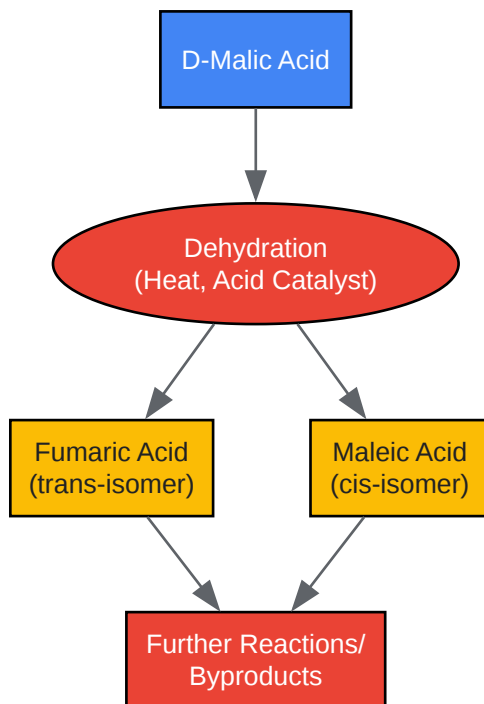 D-Malic Acid
Dehydration
(Heat, Acid Catalyst)
Fumaric Acid
(trans-isomer)
Maleic Acid
(cis-isomer)
Further Reactions/
Byproducts